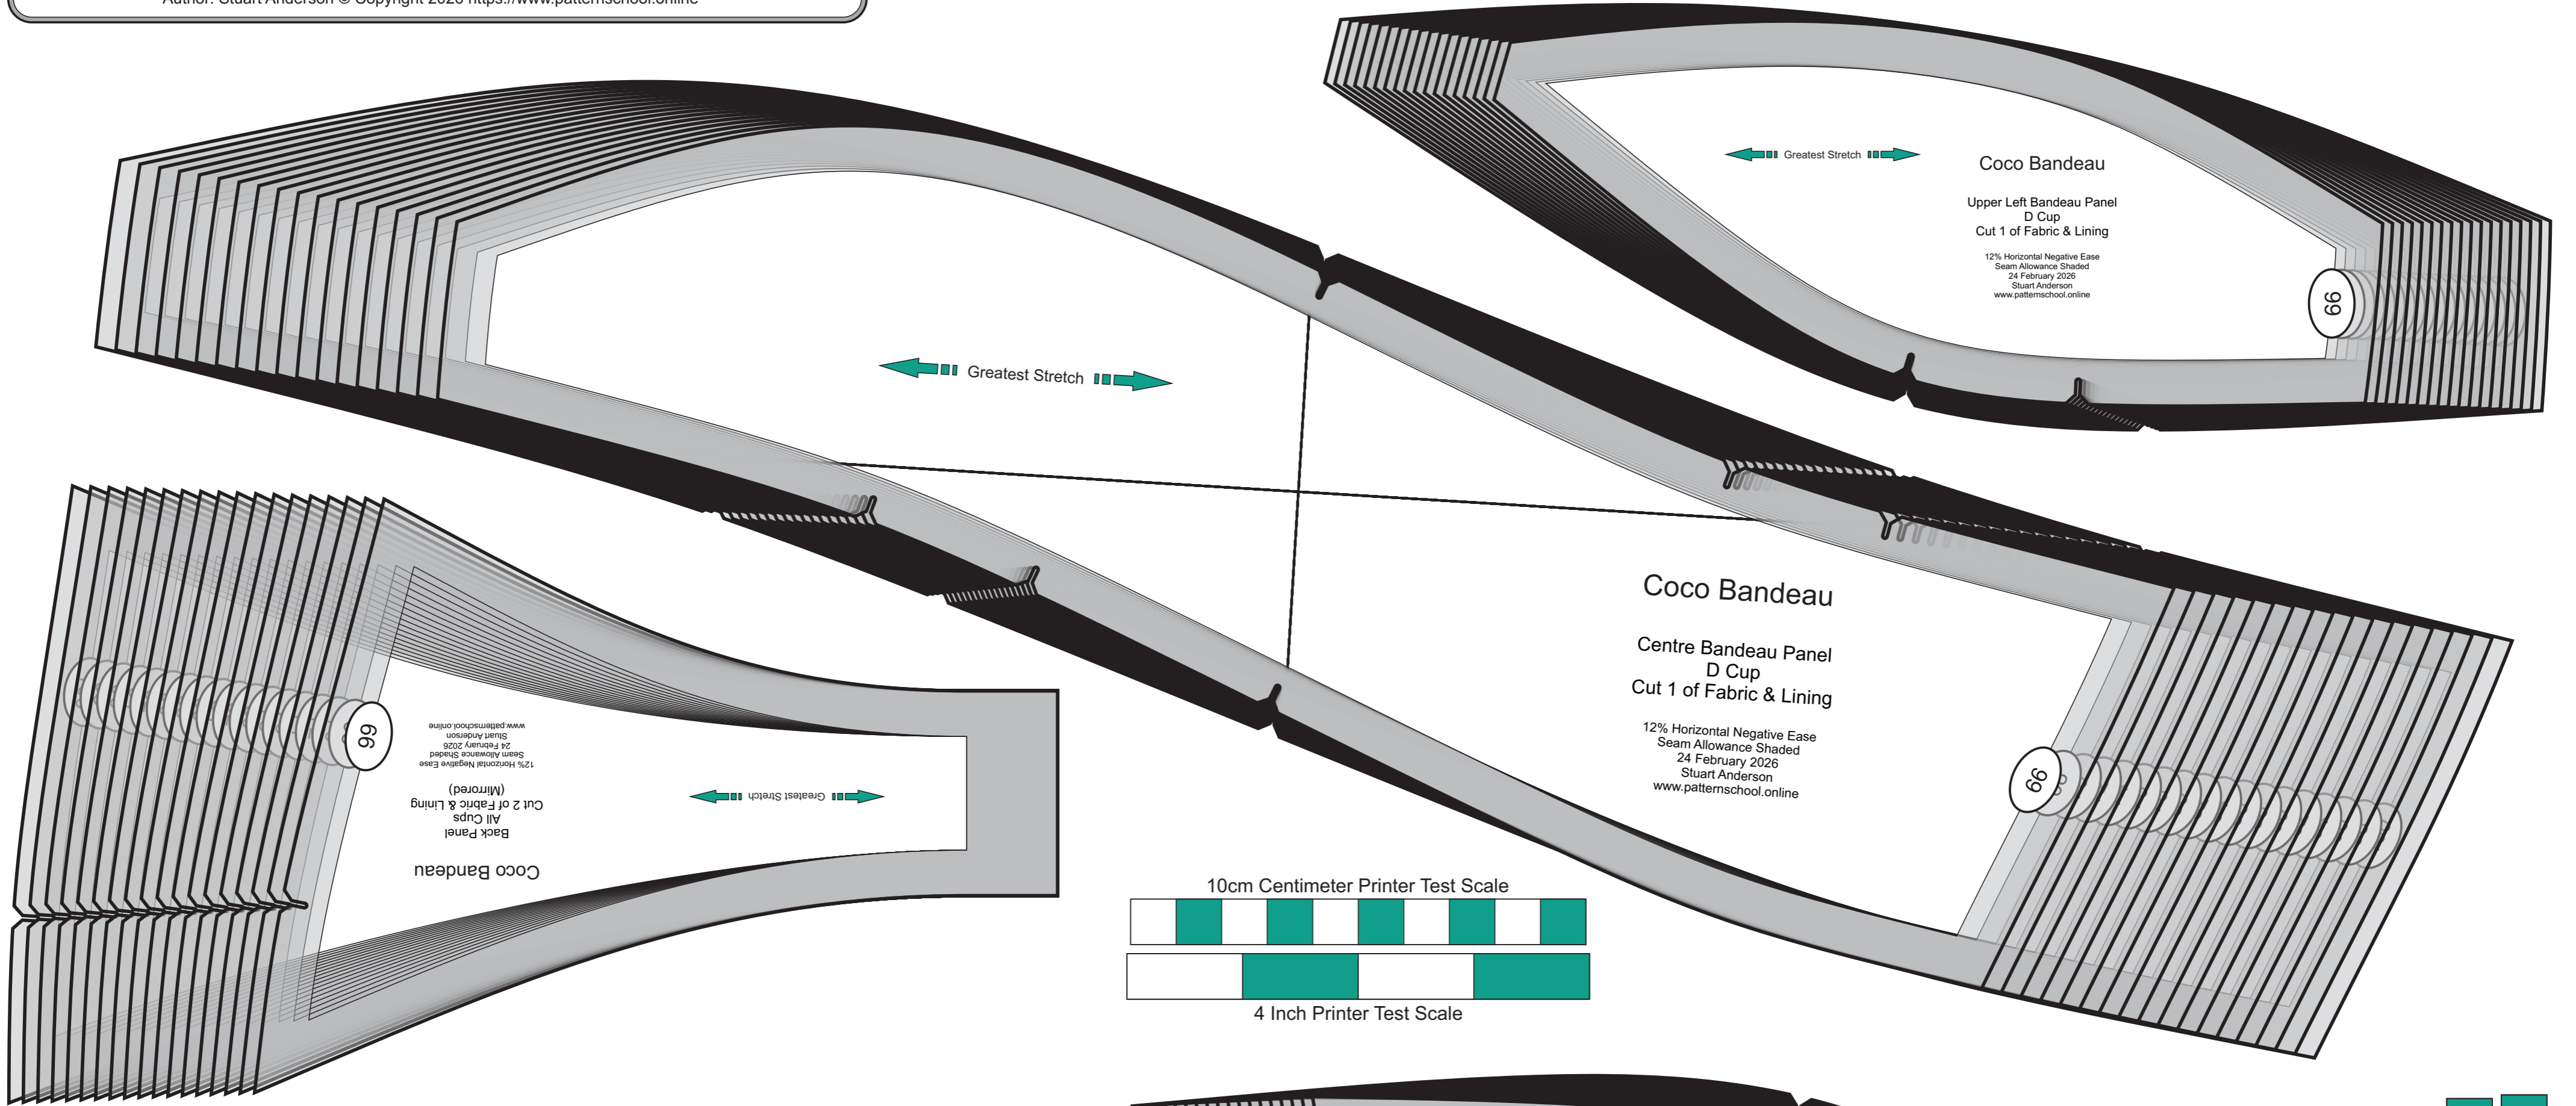 Author: Stuart Anderson © Copyright 2026 https://www.patternschool.online
Greatest Stretch
Coco Bandeau
Upper Left Bandeau Panel
D Cup
Cut 1 of Fabric & Lining
12% Horizontal Negative Ease
Seam Allowance Shaded
24 February 2026
Stuart Anderson
www.patternschool.online
66
Greatest Stretch
Coco Bandeau
Centre Bandeau Panel
D Cup
Cut 1 of Fabric & Lining
12% Horizontal Negative Ease
Seam Allowance Shaded
24 February 2026
Stuart Anderson
www.patternschool.online
66
Coco Bandeau
Back Panel
All Cups
Cut 2 of Fabric & Lining
(Mirrored)
12% Horizontal Negative Ease
Seam Allowance Shaded
24 February 2026
Stuart Anderson
www.patternschool.online
66
Greatest Stretch
10cm Centimeter Printer Test Scale
4 Inch Printer Test Scale